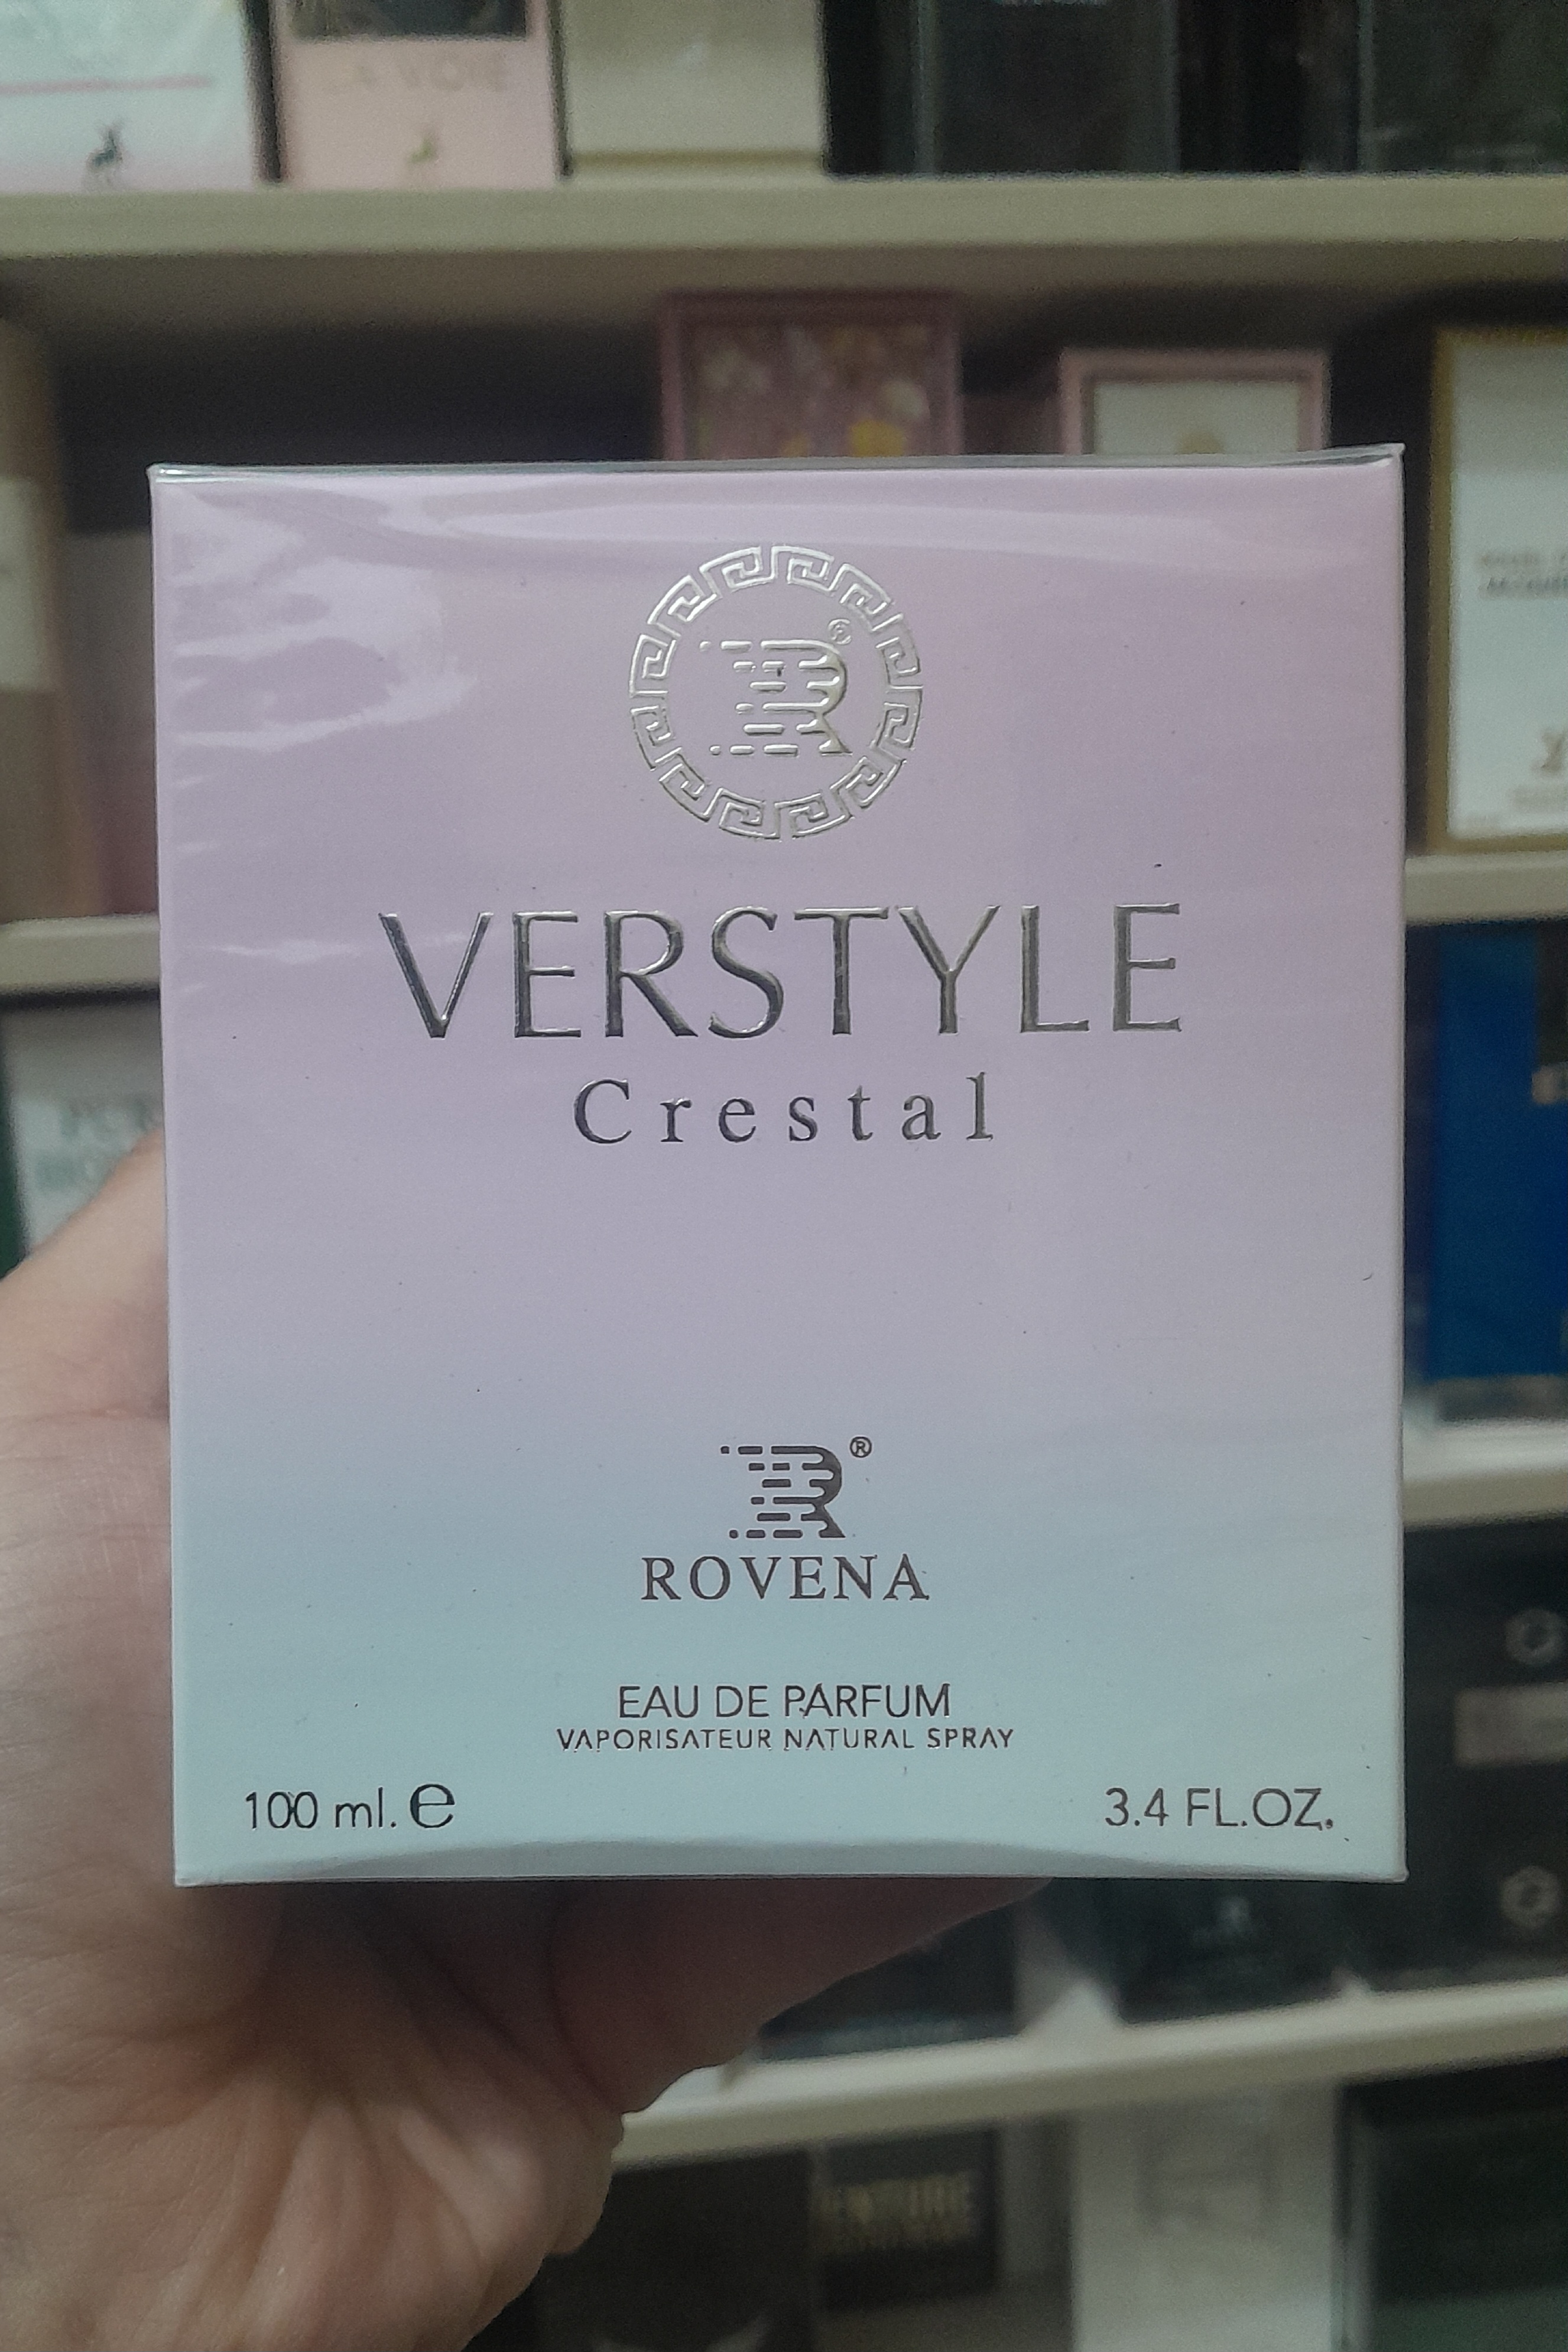 R®
VERSTYLE
Crestal
R®
ROVENA
EAU DE PARFUM
VAPORISATEUR NATURAL SPRAY
100 ml. e
3.4 FL.OZ.